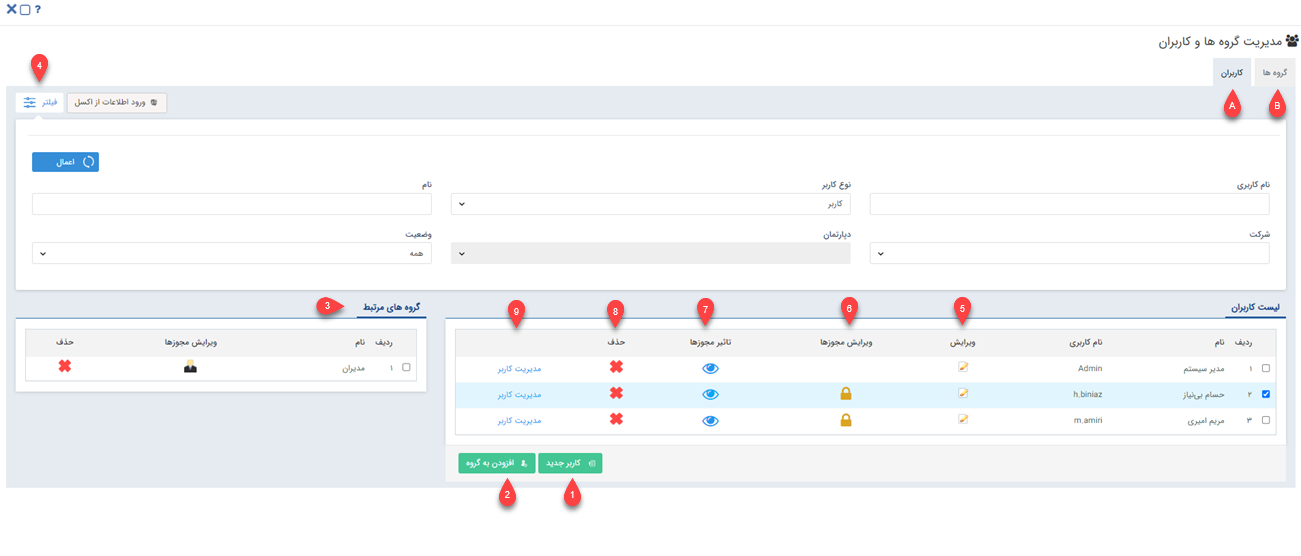 ?
مدیریت گروه ها و کاربران
گروه ها
کاربران
B
A
4
ورود اطلاعات از اکسل
فیلتر
اعمال
نام کاربری
نوع کاربر
نام
کاربر
شرکت
دپارتمان
وضعیت
همه
لیست کاربران
5
6
7
8
9
ردیف نام نام کاربری ویرایش ویرایش مجوزها تاثیر مجوزها حذف
۱ مدیر سیستم Admin مدیریت کاربر
۲ حسام بی‌نیاز h.biniaz مدیریت کاربر
۳ مریم امیری m.amiri مدیریت کاربر
کاربر جدید
افزودن به گروه
1
2
گروه های مرتبط
3
ردیف نام ویرایش مجوزها حذف
۱ مدیران